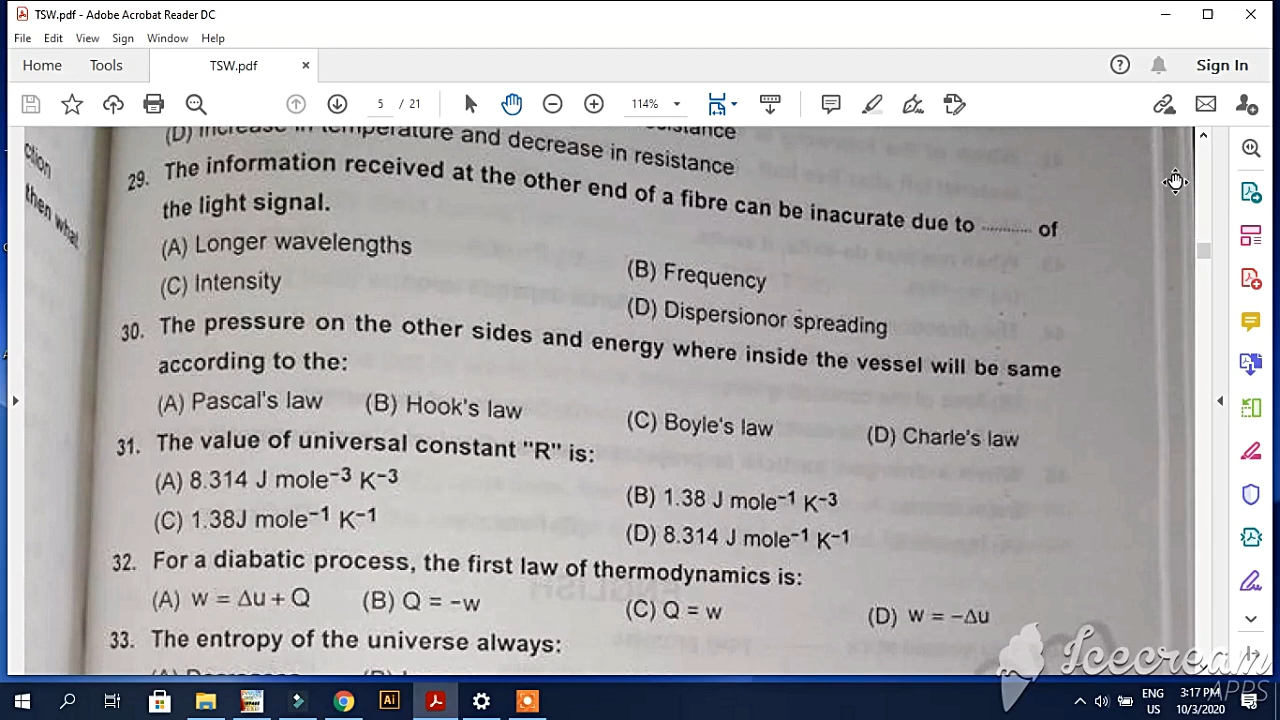 TSW.pdf - Adobe Acrobat Reader DC
File Edit View Sign Window Help
Home Tools TSW.pdf × Sign In
5 / 21 114%
clion
then what
(D) Increase in temperature and decrease in resistance
29. The information received at the other end of a fibre can be inacurate due to ............ of
the light signal.
(A) Longer wavelengths (B) Frequency
(C) Intensity (D) Dispersionor spreading
30. The pressure on the other sides and energy where inside the vessel will be same
according to the:
(A) Pascal's law (B) Hook's law (C) Boyle's law (D) Charle's law
31. The value of universal constant "R" is:
(A) 8.314 J mole⁻³ K⁻³ (B) 1.38 J mole⁻¹ K⁻³
(C) 1.38J mole⁻¹ K⁻¹ (D) 8.314 J mole⁻¹ K⁻¹
32. For a diabatic process, the first law of thermodynamics is:
(A) w = Δu + Q (B) Q = -w (C) Q = w (D) w = -Δu
33. The entropy of the universe always:
Icecream
APPS
ENG
US
3:17 PM
10/3/2020